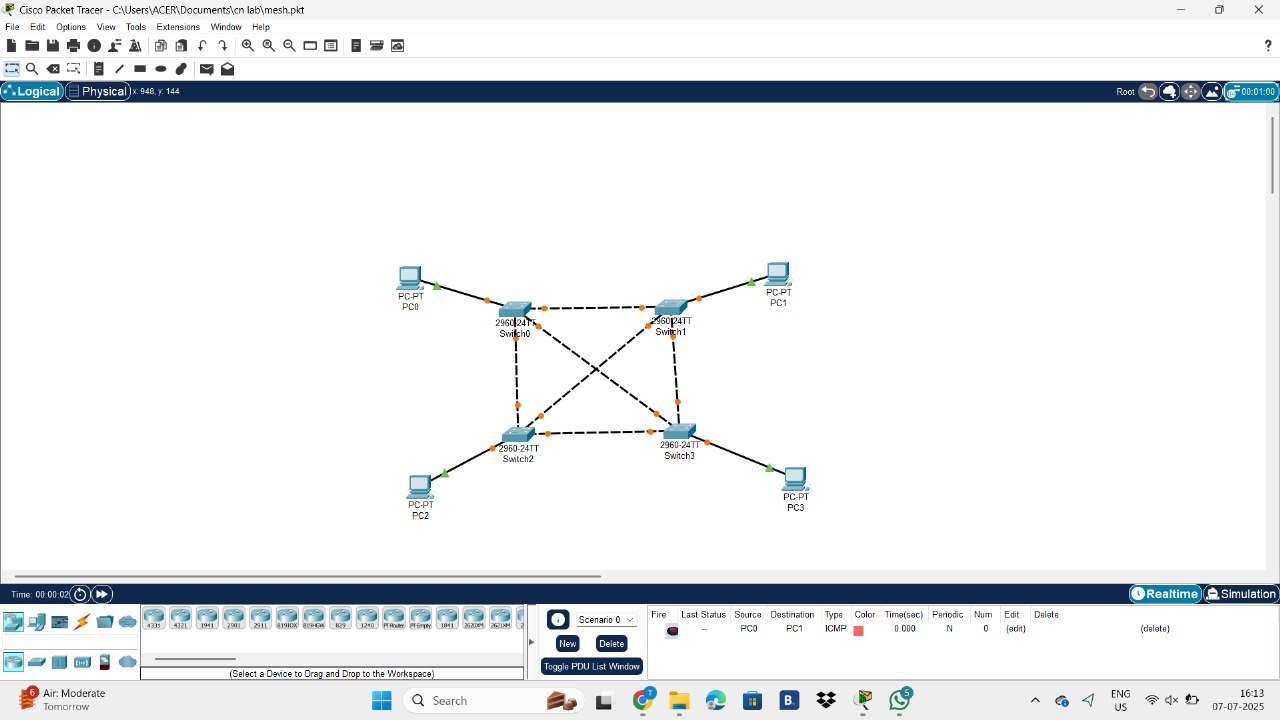 Cisco Packet Tracer - C:\Users\ACER\Documents\cn lab\mesh.pkt
File Edit Options View Tools Extensions Window Help
?
Logical Physical x: 948, y: 144 Root 00:01:00
PC-PT
PC0
PC-PT
PC1
2960-24TT
Switch0
2960-24TT
Switch1
2960-24TT
Switch2
2960-24TT
Switch3
PC-PT
PC2
PC-PT
PC3
Time: 00:00:02 Realtime Simulation
4331 4321 1941 2901 2911 819IOX 819HGW 829 1240 PT-Router PT-Empty 1841 2620XM 2621XM
(Select a Device to Drag and Drop to the Workspace)
Scenario 0
New Delete
Toggle PDU List Window
Fire Last Status Source Destination Type Color Time(sec) Periodic Num Edit Delete
-- PC0 PC1 ICMP 0.000 N 0 (edit) (delete)
6 Air: Moderate
Tomorrow
Search
T
B.
5
ENG
US
16:13
07-07-2025